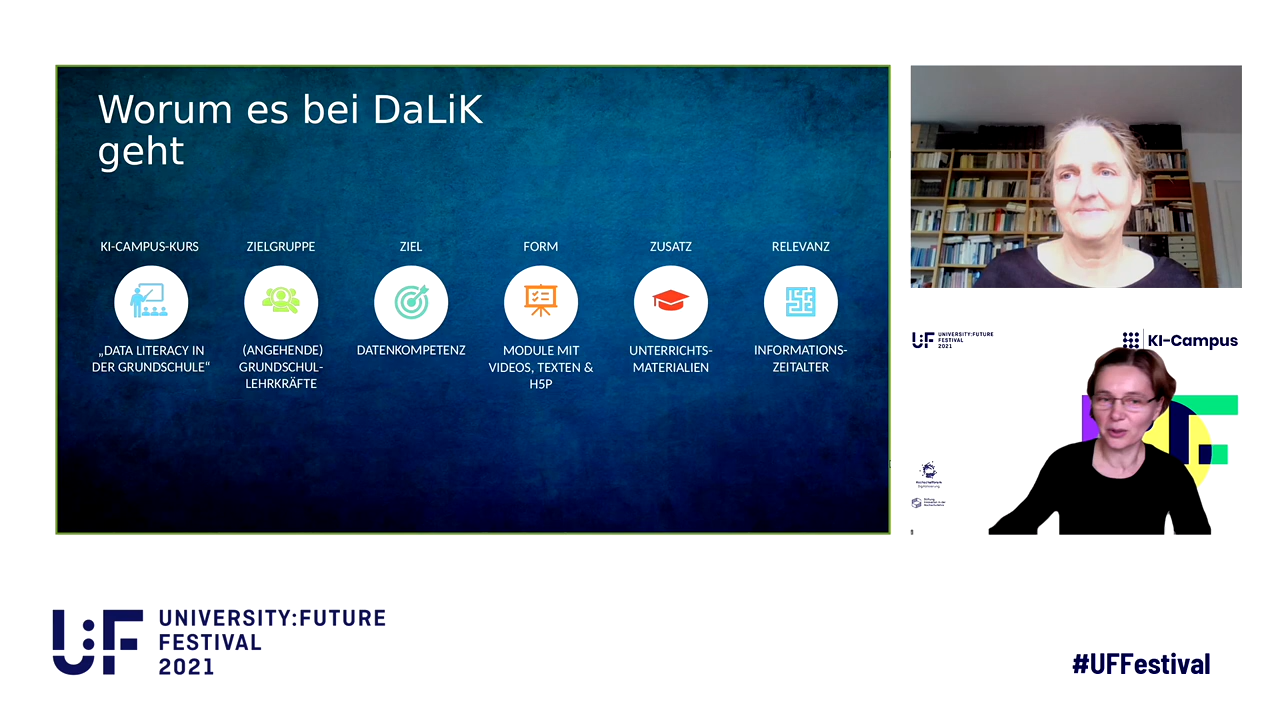 Worum es bei DaLiK
geht
KI-CAMPUS-KURS
„DATA LITERACY IN
DER GRUNDSCHULE“
ZIELGRUPPE
(ANGEHENDE)
GRUNDSCHUL-
LEHRKRÄFTE
ZIEL
DATENKOMPETENZ
FORM
MODULE MIT
VIDEOS, TEXTEN &
H5P
ZUSATZ
UNTERRICHTS-
MATERIALIEN
RELEVANZ
INFORMATIONS-
ZEITALTER
U:F UNIVERSITY:FUTURE
FESTIVAL
2021
KI-Campus
U:F
UNIVERSITY:FUTURE
FESTIVAL
2021
#UFFestival